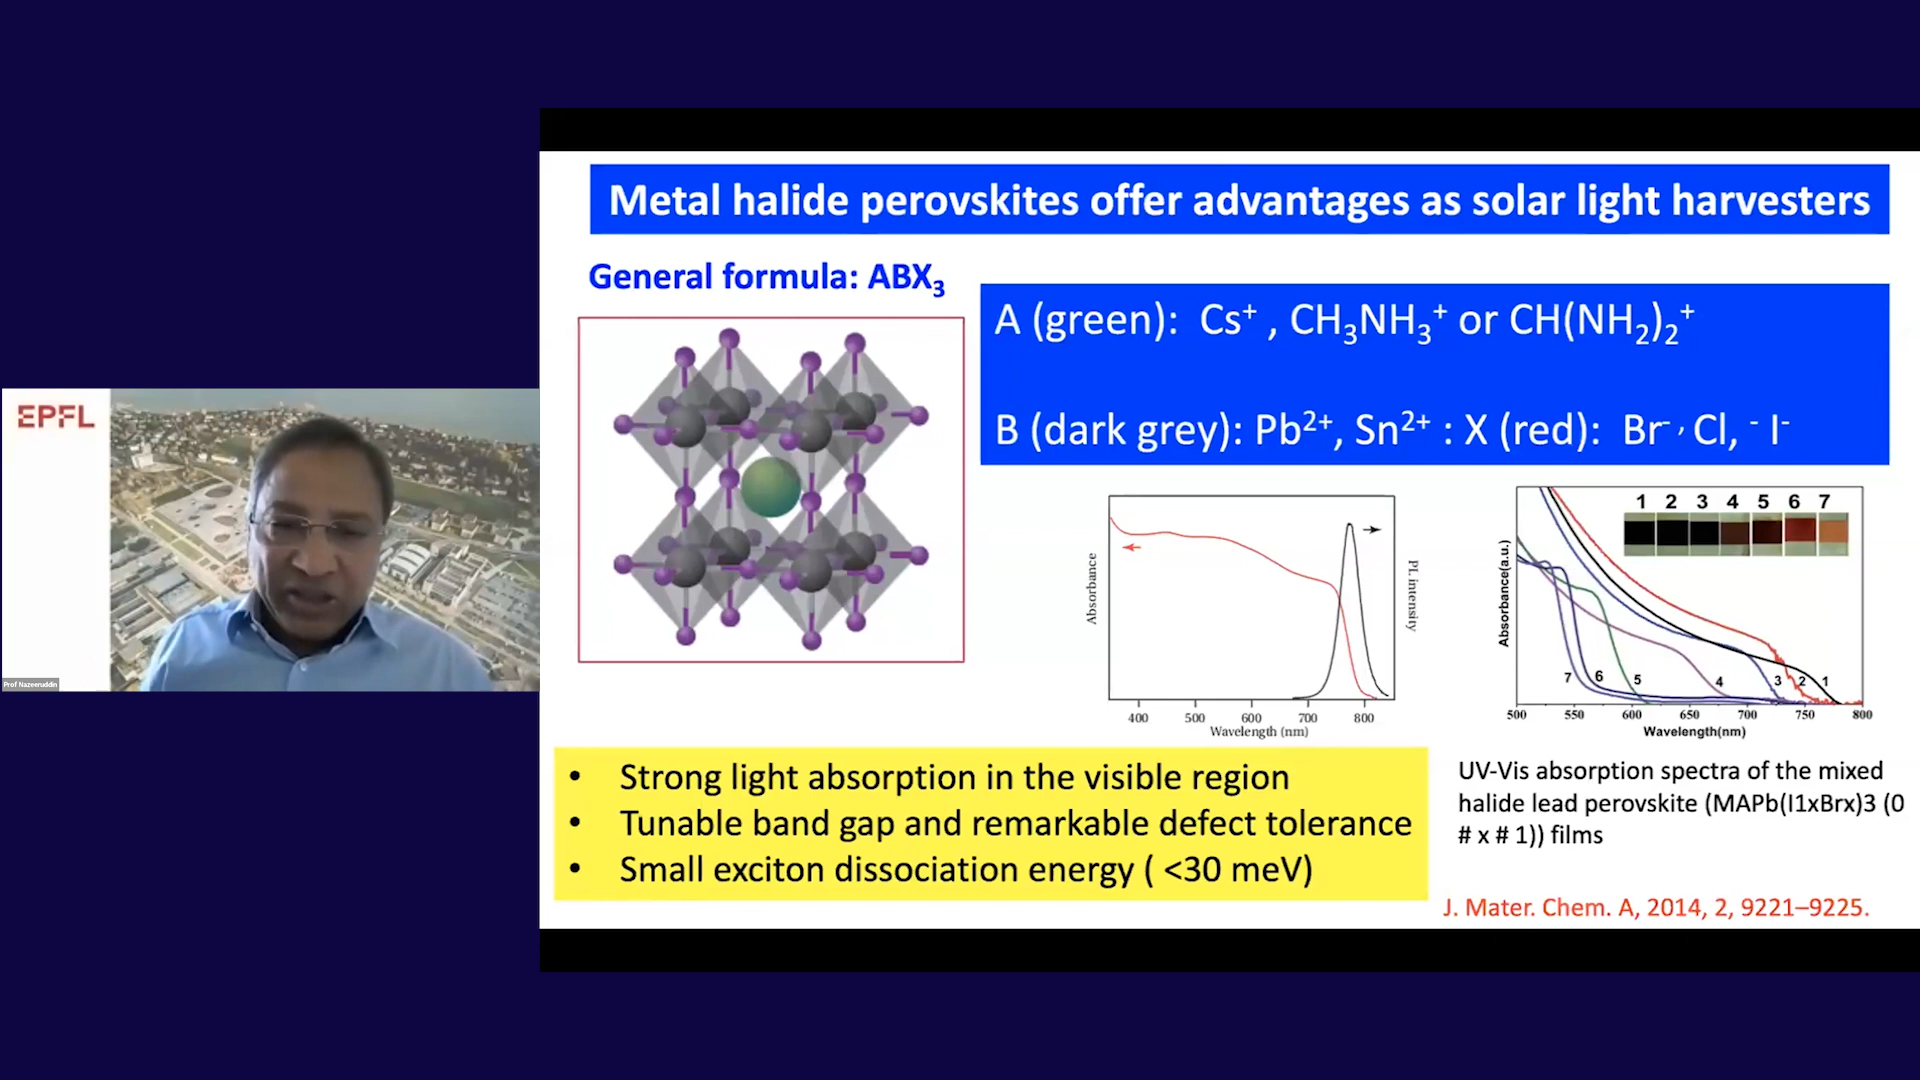 EPFL
Prof Nazeeruddin
Metal halide perovskites offer advantages as solar light harvesters
General formula: ABX₃
A (green): Cs⁺ , CH₃NH₃⁺ or CH(NH₂)₂⁺
B (dark grey): Pb²⁺, Sn²⁺ : X (red): Br⁻ ʼ Cl, ⁻ I⁻
Absorbance
PL intensity
400 500 600 700 800
Wavelength (nm)
1 2 3 4 5 6 7
Absorbance(a.u.)
7 6 5 4 3 2 1
500 550 600 650 700 750 800
Wavelength(nm)
• Strong light absorption in the visible region
• Tunable band gap and remarkable defect tolerance
• Small exciton dissociation energy ( <30 meV)
UV-Vis absorption spectra of the mixed
halide lead perovskite (MAPb(I1xBrx)3 (0
# x # 1)) films
J. Mater. Chem. A, 2014, 2, 9221–9225.